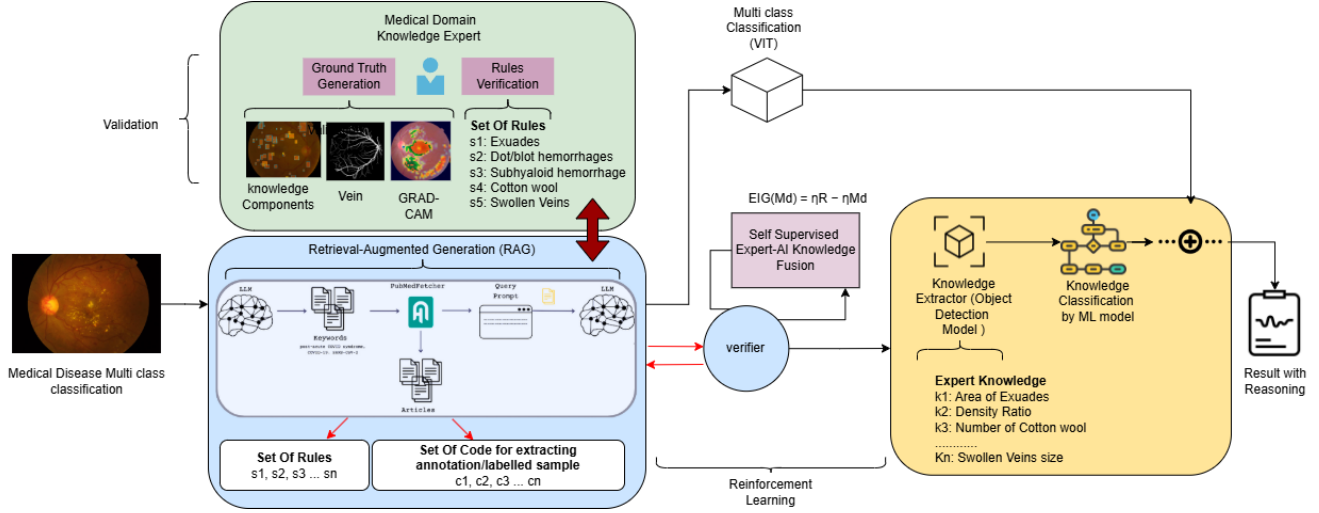 Medical Domain
Knowledge Expert
Ground Truth
Generation
Rules
Verification
Validation
knowledge
Components
Vein
GRAD-
CAM
Set Of Rules
s1: Exuades
s2: Dot/blot hemorrhages
s3: Subhyaloid hemorrhage
s4: Cotton wool
s5: Swollen Veins
Multi class
Classification
(VIT)
EIG(Md) = ηR − ηMd
Self Supervised
Expert-AI Knowledge
Fusion
Retrieval-Augmented Generation (RAG)
LLM
PubMedFetcher
Query
Prompt
LLM
Keywords
Articles
Medical Disease Multi class
classification
verifier
Knowledge
Extractor (Object
Detection
Model )
Knowledge
Classification
by ML model
Expert Knowledge
k1: Area of Exuades
k2: Density Ratio
k3: Number of Cotton wool
............
Kn: Swollen Veins size
Result with
Reasoning
Set Of Rules
s1, s2, s3 ... sn
Set Of Code for extracting
annotation/labelled sample
c1, c2, c3 ... cn
Reinforcement
Learning